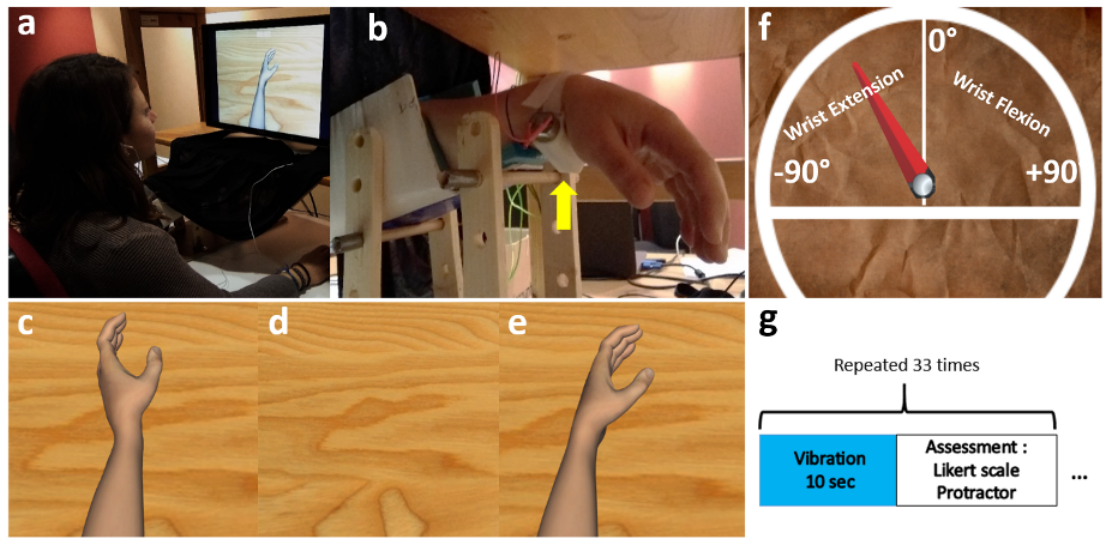 a
b
f
0°
Wrist Extension
Wrist Flexion
-90°
+90°
c
d
e
g
Repeated 33 times
Vibration
10 sec
Assessment :
Likert scale
Protractor
...